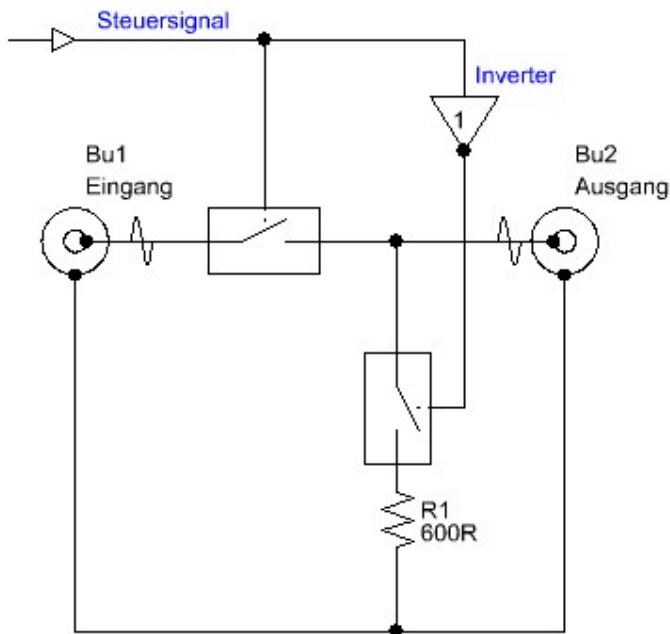 Steuersignal
Inverter
1
Bu1
Eingang
Bu2
Ausgang
R1
600R